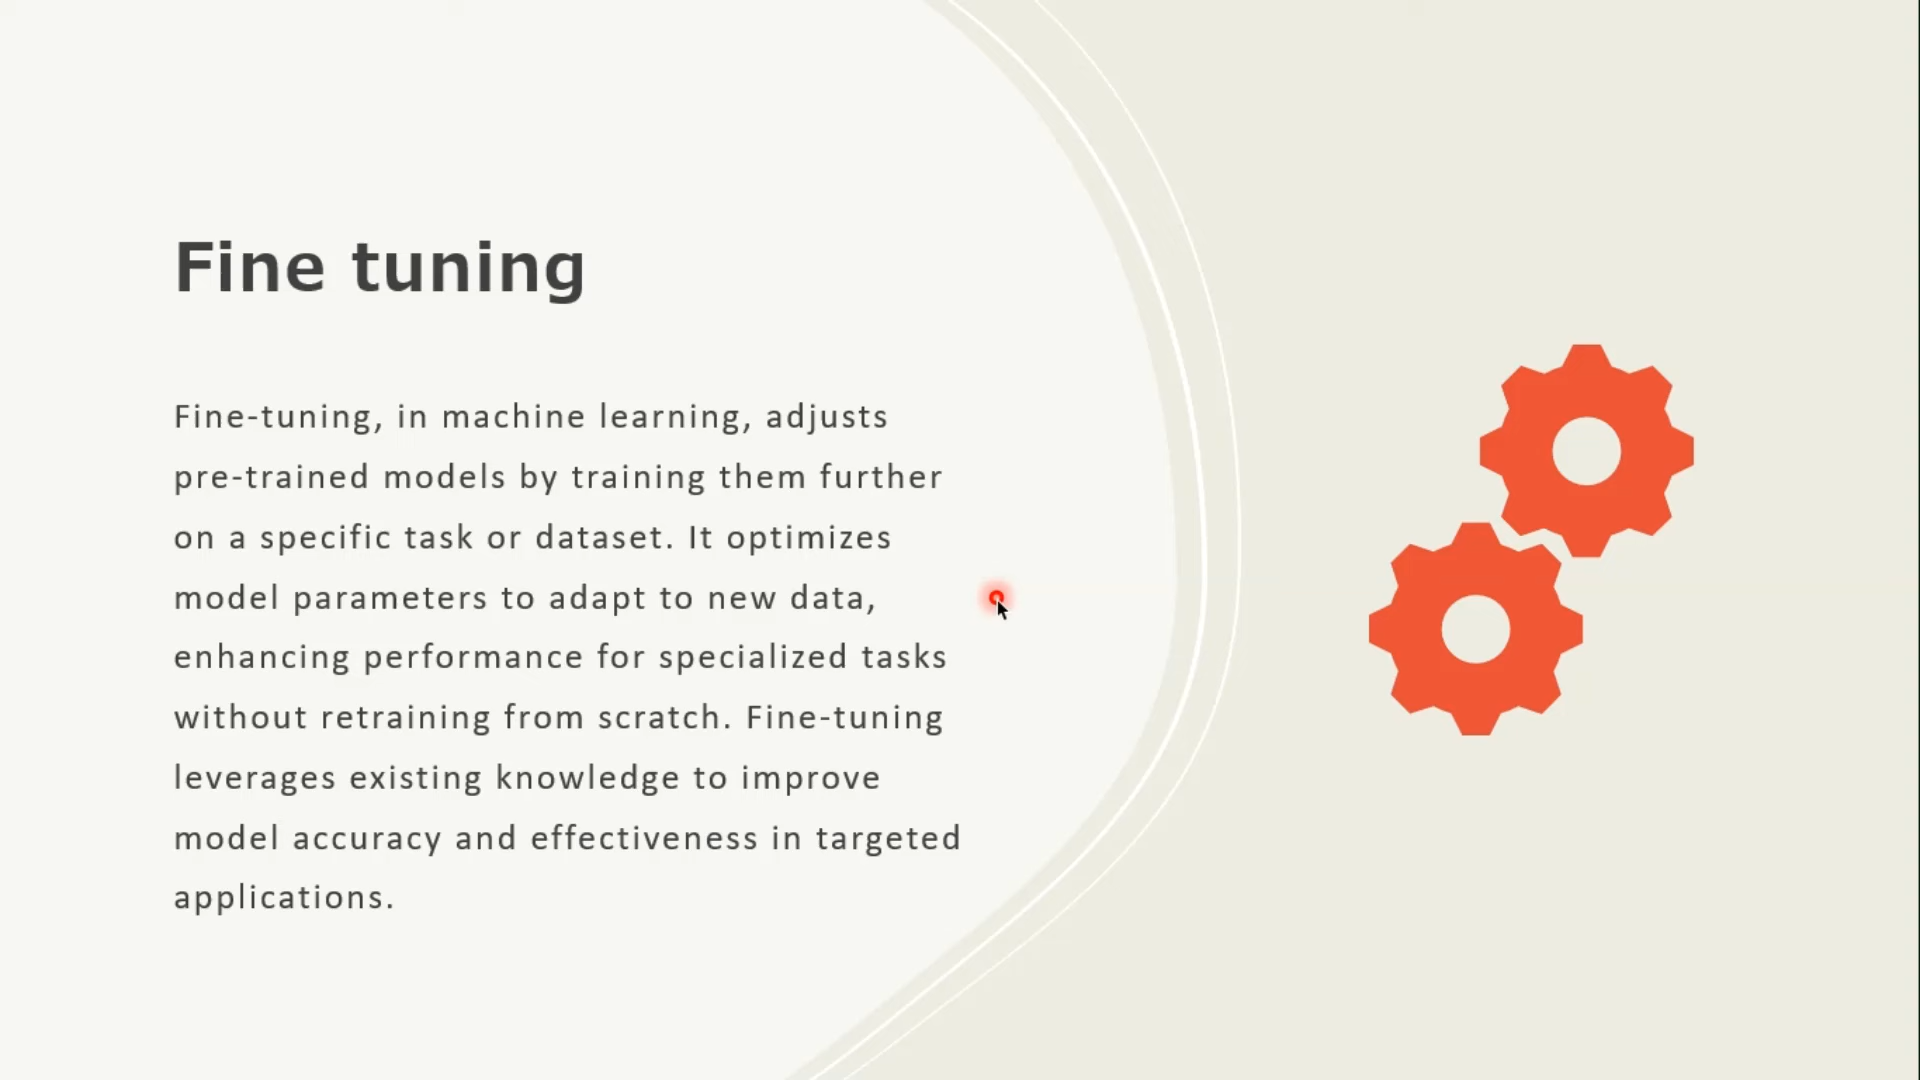 Fine tuning
Fine-tuning, in machine learning, adjusts
pre-trained models by training them further
on a specific task or dataset. It optimizes
model parameters to adapt to new data,
enhancing performance for specialized tasks
without retraining from scratch. Fine-tuning
leverages existing knowledge to improve
model accuracy and effectiveness in targeted
applications.